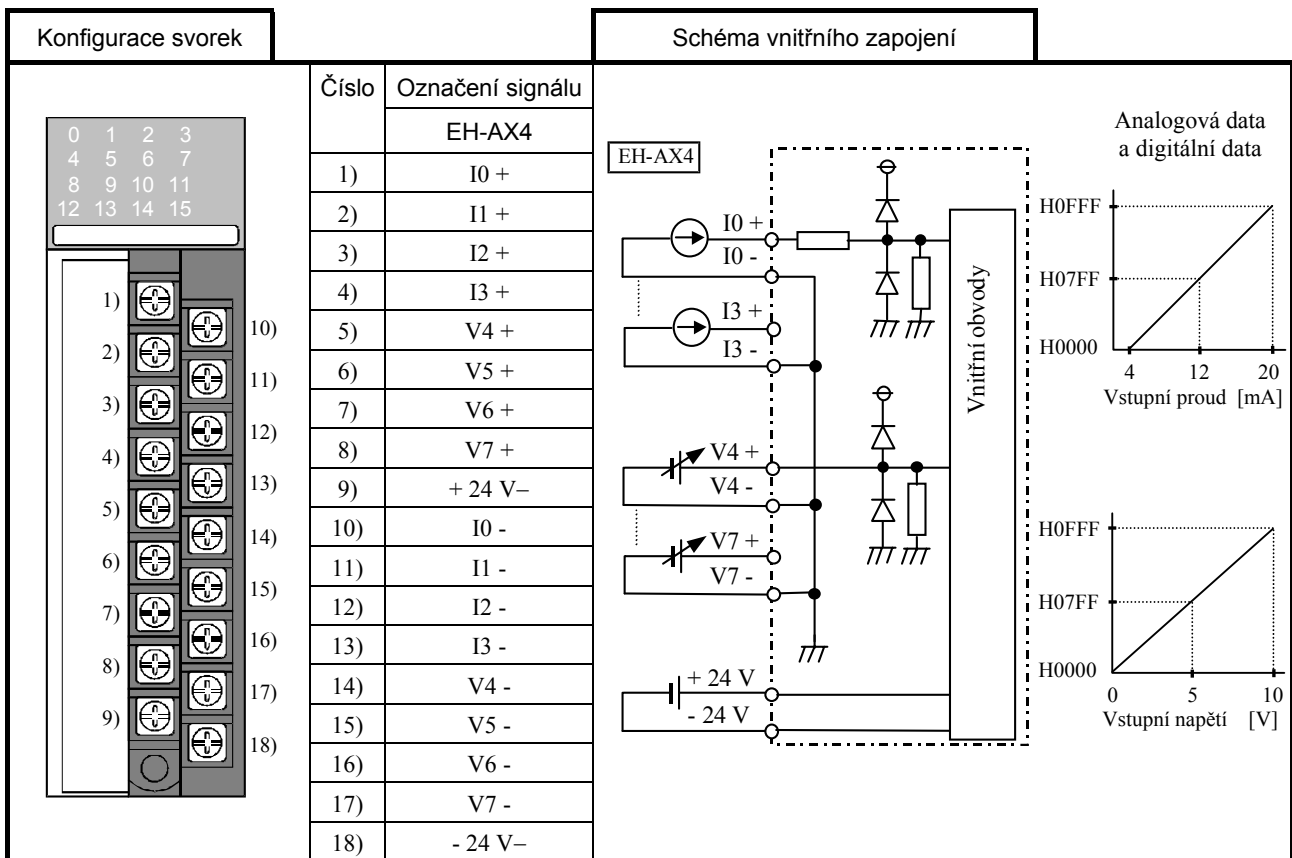 Konfigurace svorek
Schéma vnitřního zapojení
0 1 2 3
4 5 6 7
8 9 10 11
12 13 14 15
1)
2)
3)
4)
5)
6)
7)
8)
9)
10)
11)
12)
13)
14)
15)
16)
17)
18)
Číslo Označení signálu
EH-AX4
1) I0 +
2) I1 +
3) I2 +
4) I3 +
5) V4 +
6) V5 +
7) V6 +
8) V7 +
9) + 24 V–
10) I0 -
11) I1 -
12) I2 -
13) I3 -
14) V4 -
15) V5 -
16) V6 -
17) V7 -
18) - 24 V–
EH-AX4
I0 +
I0 -
I3 +
I3 -
V4 +
V4 -
V7 +
V7 -
+ 24 V
- 24 V
Vnitřní obvody
Analogová data
a digitální data
H0FFF
H07FF
H0000
4 12 20
Vstupní proud [mA]
H0FFF
H07FF
H0000
0 5 10
Vstupní napětí [V]